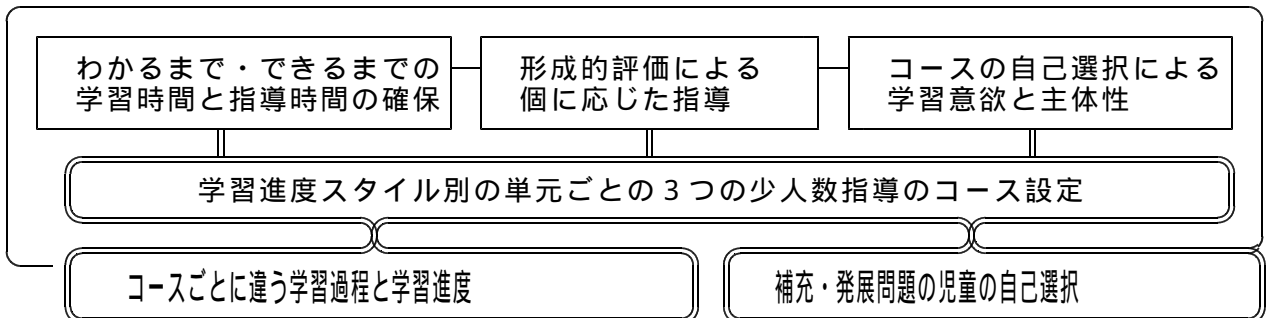 わかるまで・できるまでの
学習時間と指導時間の確保
形成的評価による
個に応じた指導
コースの自己選択による
学習意欲と主体性
学習進度スタイル別の単元ごとの３つの少人数指導のコース設定
コースごとに違う学習過程と学習進度
補充・発展問題の児童の自己選択